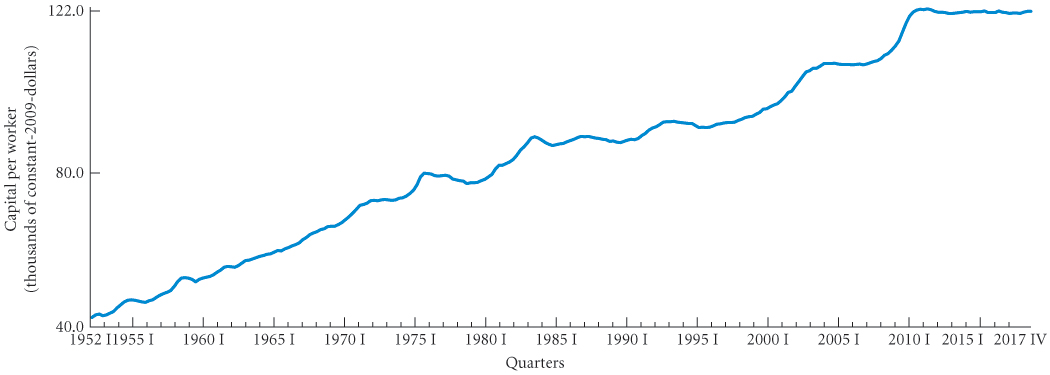 122.0
80.0
40.0
Capital per worker
(thousands of constant-2009-dollars)
1952 I 1955 I 1960 I 1965 I 1970 I 1975 I 1980 I 1985 I 1990 I 1995 I 2000 I 2005 I 2010 I 2015 I 2017 IV
Quarters